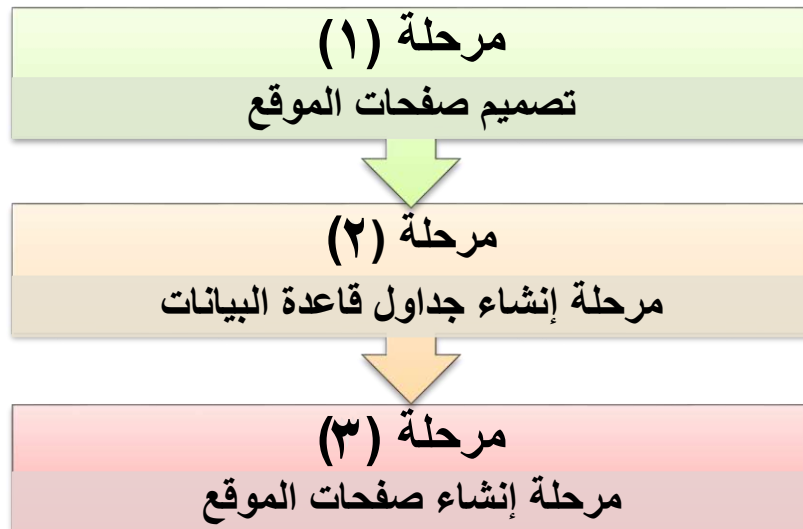 مرحلة (١)
تصميم صفحات الموقع
مرحلة (٢)
مرحلة إنشاء جداول قاعدة البيانات
مرحلة (٣)
مرحلة إنشاء صفحات الموقع